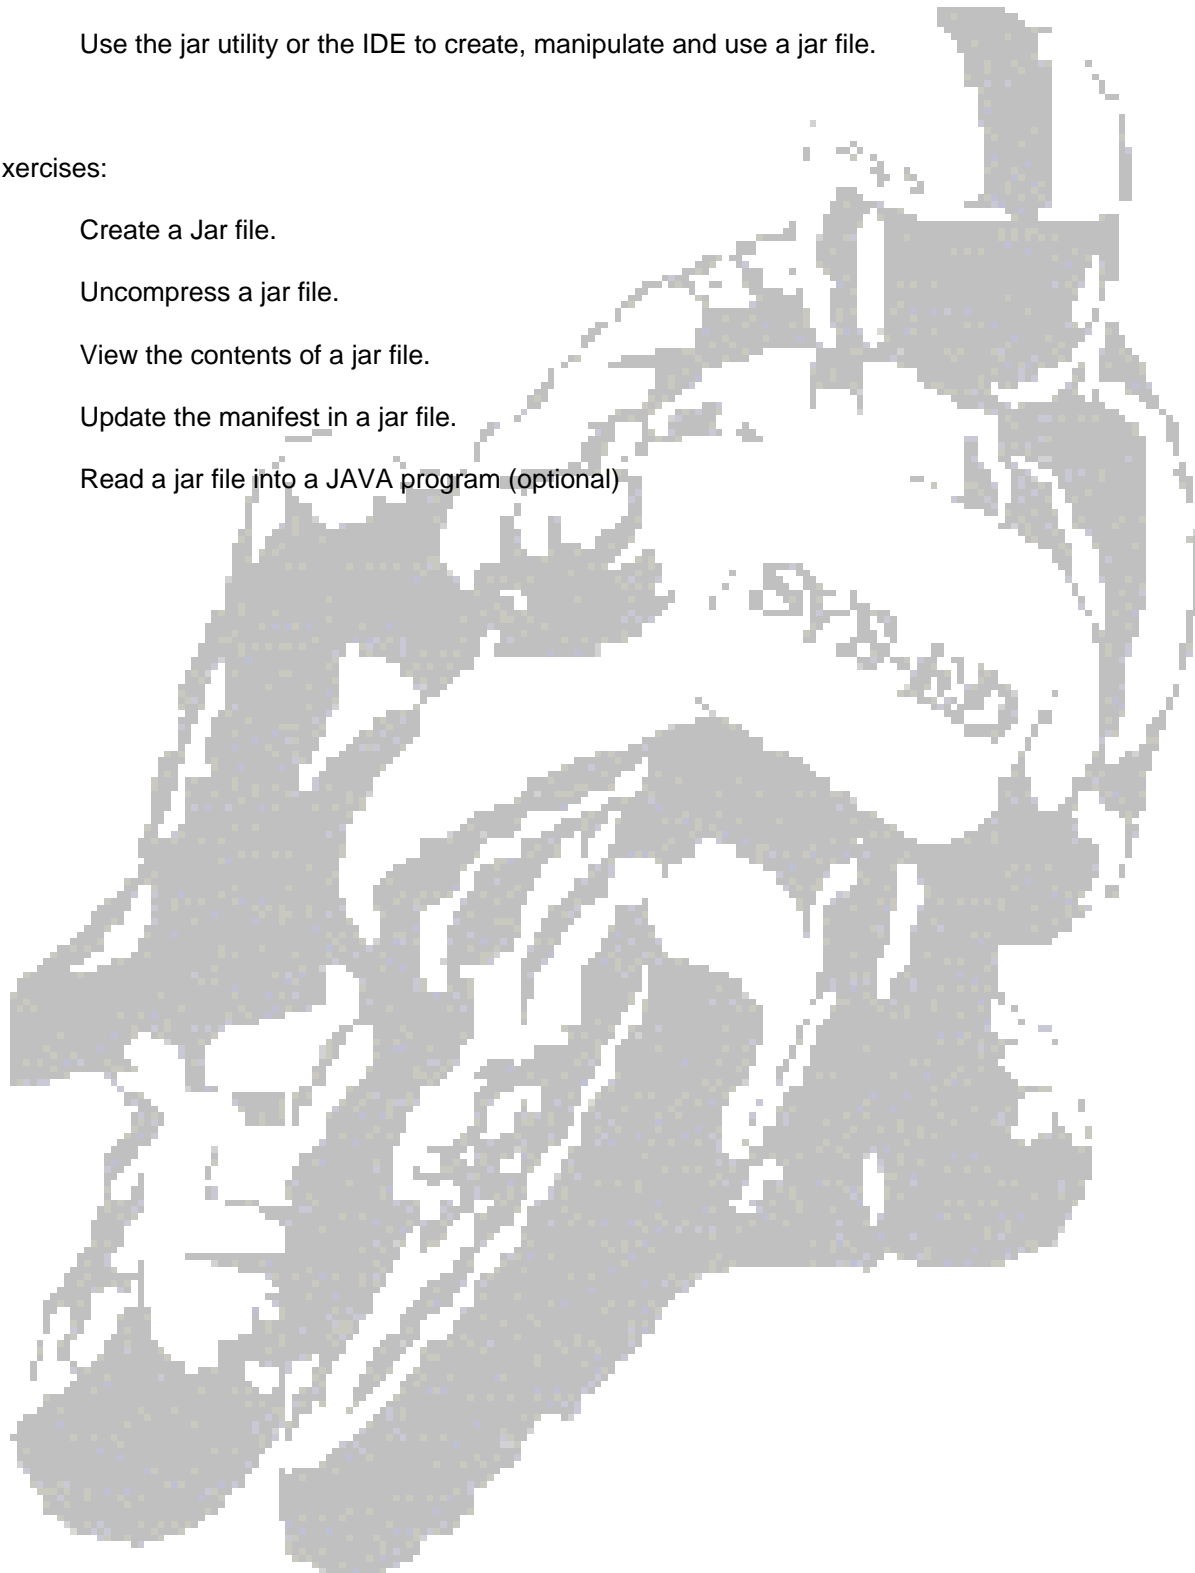 Use the jar utility or the IDE to create, manipulate and use a jar file.
xercises:
Create a Jar file.
Uncompress a jar file.
View the contents of a jar file.
Update the manifest in a jar file.
Read a jar file into a JAVA program (optional)
SYS-ED